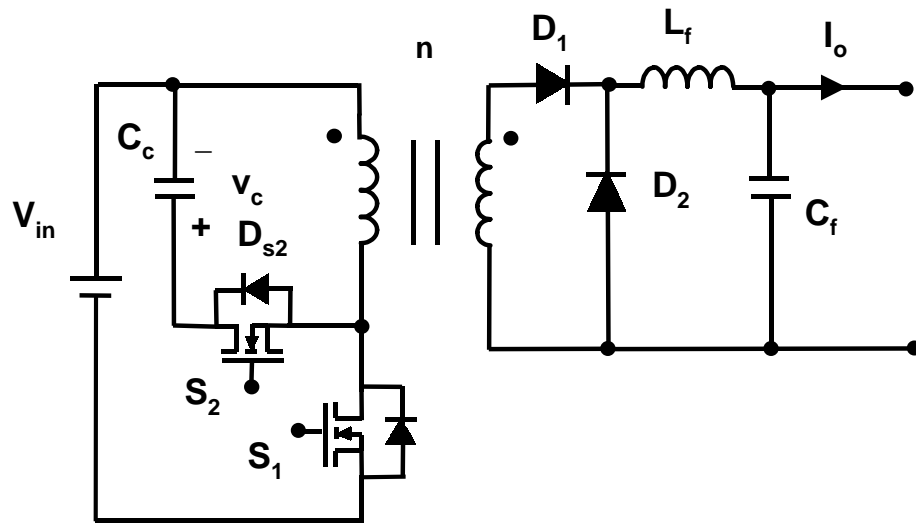 n
D1
Lf
Io
Cc
–
vc
+
Ds2
Vin
D2
Cf
S2
S1